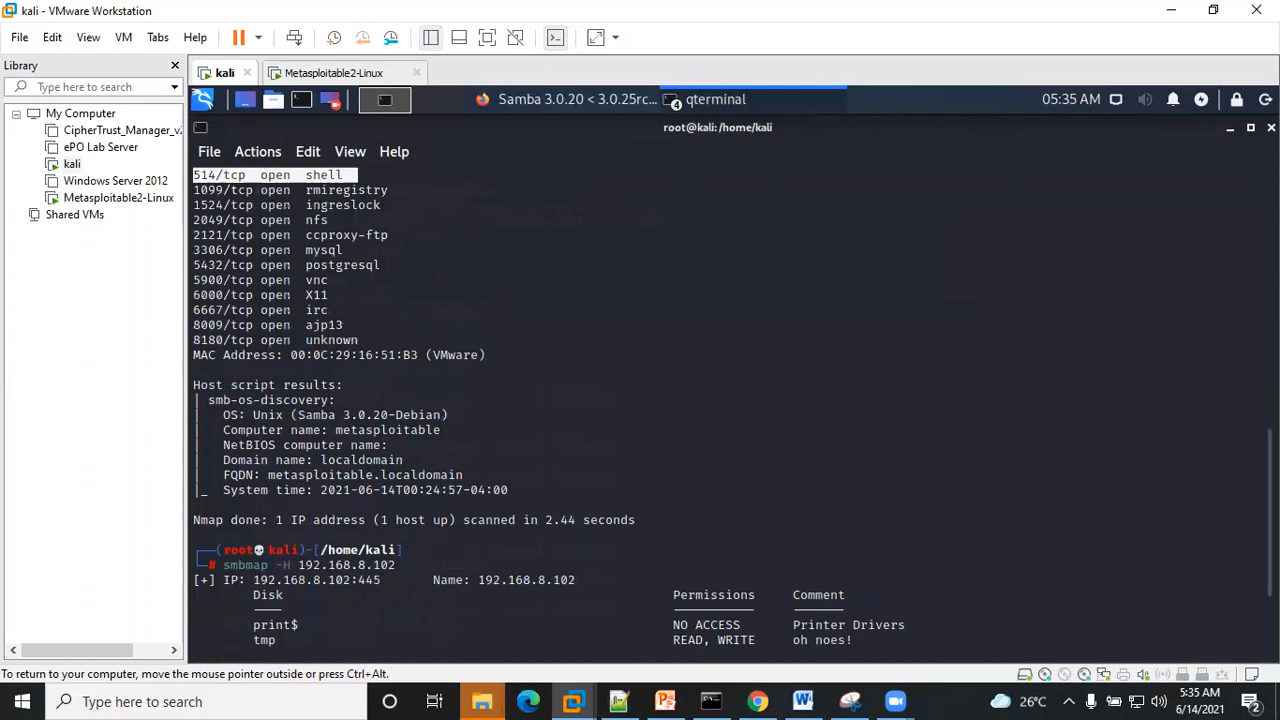 kali - VMware Workstation
File Edit View VM Tabs Help
Library
Type here to search
My Computer
CipherTrust_Manager_v
ePO Lab Server
kali
Windows Server 2012
Metasploitable2-Linux
Shared VMs
kali
Metasploitable2-Linux
Samba 3.0.20 < 3.0.25rc...
4 qterminal
05:35 AM
root@kali: /home/kali
File Actions Edit View Help
514/tcp open shell
1099/tcp open rmiregistry
1524/tcp open ingreslock
2049/tcp open nfs
2121/tcp open ccproxy-ftp
3306/tcp open mysql
5432/tcp open postgresql
5900/tcp open vnc
6000/tcp open X11
6667/tcp open irc
8009/tcp open ajp13
8180/tcp open unknown
MAC Address: 00:0C:29:16:51:B3 (VMware)
Host script results:
| smb-os-discovery:
|   OS: Unix (Samba 3.0.20-Debian)
|   Computer name: metasploitable
|   NetBIOS computer name:
|   Domain name: localdomain
|   FQDN: metasploitable.localdomain
|_  System time: 2021-06-14T00:24:57-04:00
Nmap done: 1 IP address (1 host up) scanned in 2.44 seconds
┌──(root💀kali)-[/home/kali]
└─# smbmap -H 192.168.8.102
[+] IP: 192.168.8.102:445 Name: 192.168.8.102
Disk Permissions Comment
---- ----------- -------
print$ NO ACCESS Printer Drivers
tmp READ, WRITE oh noes!
To return to your computer, move the mouse pointer outside or press Ctrl+Alt.
Type here to search
26°C
5:35 AM
6/14/2021
2